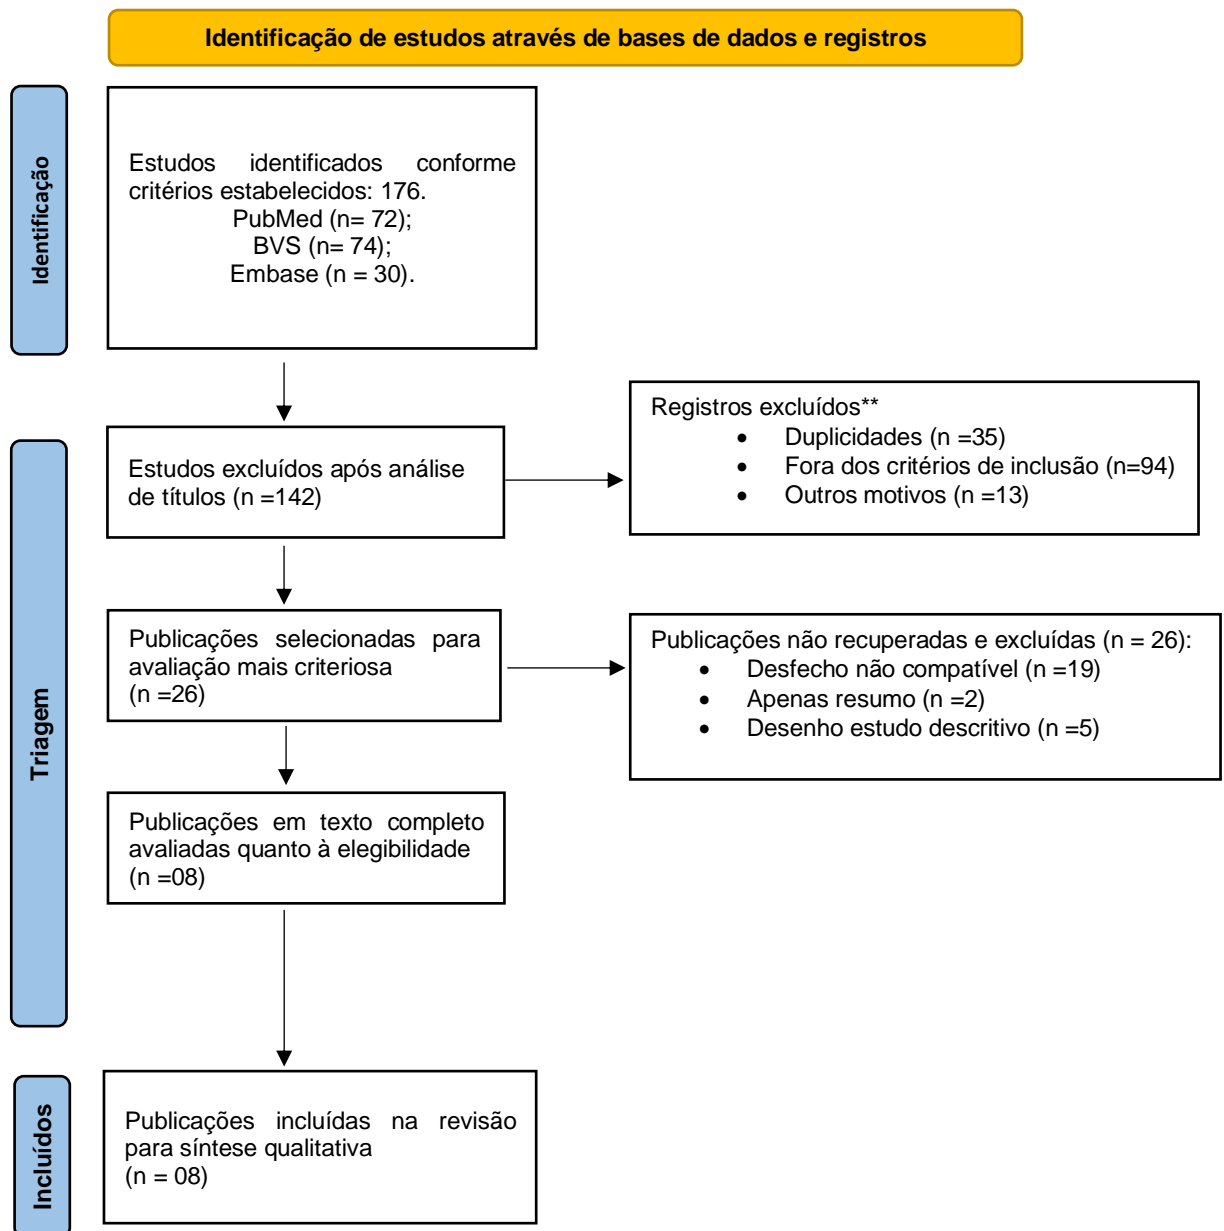 Identificação de estudos através de bases de dados e registros
Identificação
Estudos identificados conforme
critérios estabelecidos: 176.
PubMed (n= 72);
BVS (n= 74);
Embase (n = 30).
Triagem
Estudos excluídos após análise
de títulos (n =142)
Registros excluídos**
• Duplicidades (n =35)
• Fora dos critérios de inclusão (n=94)
• Outros motivos (n =13)
Publicações selecionadas para
avaliação mais criteriosa
(n =26)
Publicações não recuperadas e excluídas (n = 26):
• Desfecho não compatível (n =19)
• Apenas resumo (n =2)
• Desenho estudo descritivo (n =5)
Publicações em texto completo
avaliadas quanto à elegibilidade
(n =08)
Incluídos
Publicações incluídas na revisão
para síntese qualitativa
(n = 08)